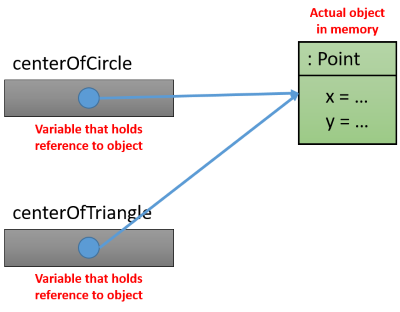 Actual object
in memory
centerOfCircle
: Point
x = ...
y = ...
Variable that holds
reference to object
centerOfTriangle
Variable that holds
reference to object